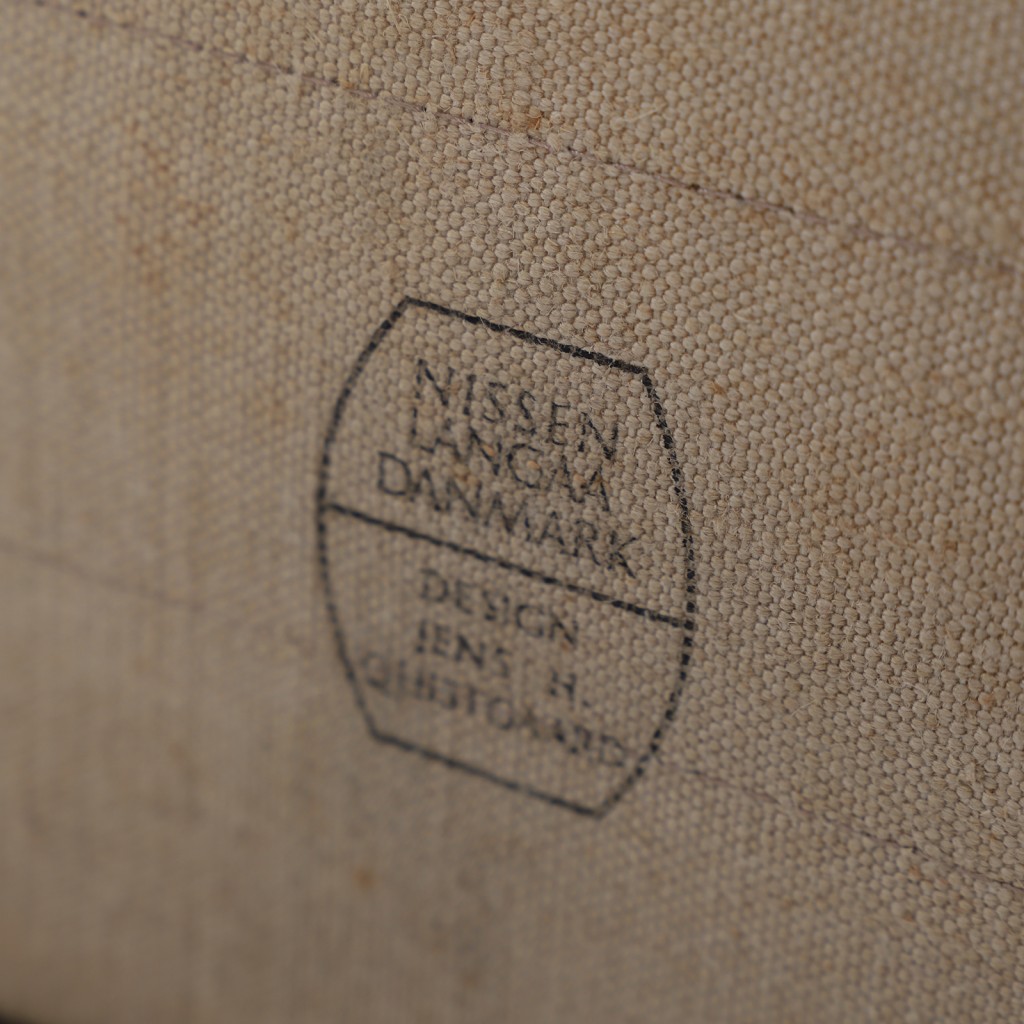 NISSEN
LANGAA
DANMARK
DESIGN
JENS H.
QUISTGAARD